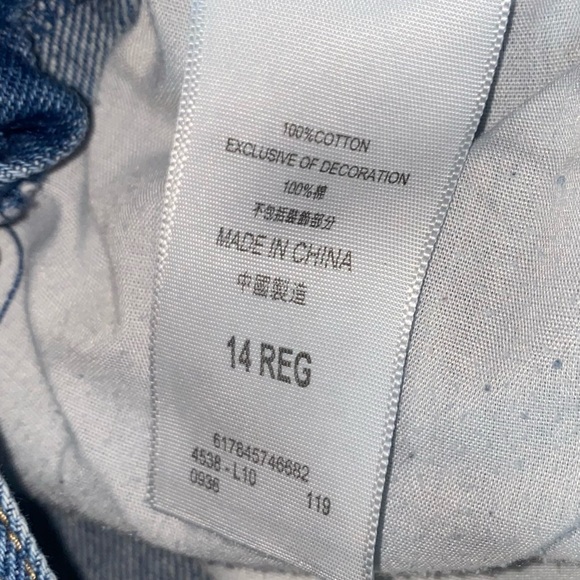 100%COTTON
EXCLUSIVE OF DECORATION
100%棉
不包括裝飾部分
MADE IN CHINA
中國製造
14 REG
617845746682
4538 - L10
0936
119